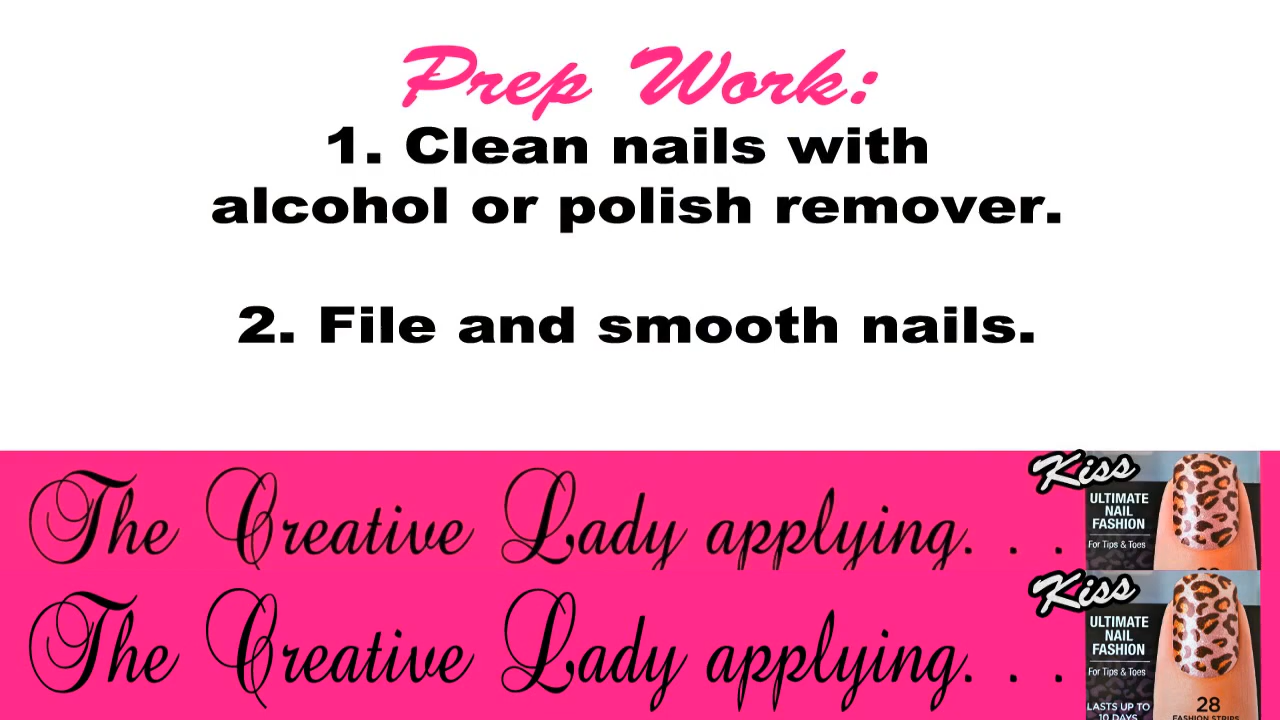 Prep Work:
1. Clean nails with
alcohol or polish remover.
2. File and smooth nails.
The Creative Lady applying. . .
Kiss
ULTIMATE
NAIL
FASHION
For Tips & Toes
The Creative Lady applying. . .
Kiss
ULTIMATE
NAIL
FASHION
For Tips & Toes
LASTS UP TO
10 DAYS
28
FASHION STRIPS